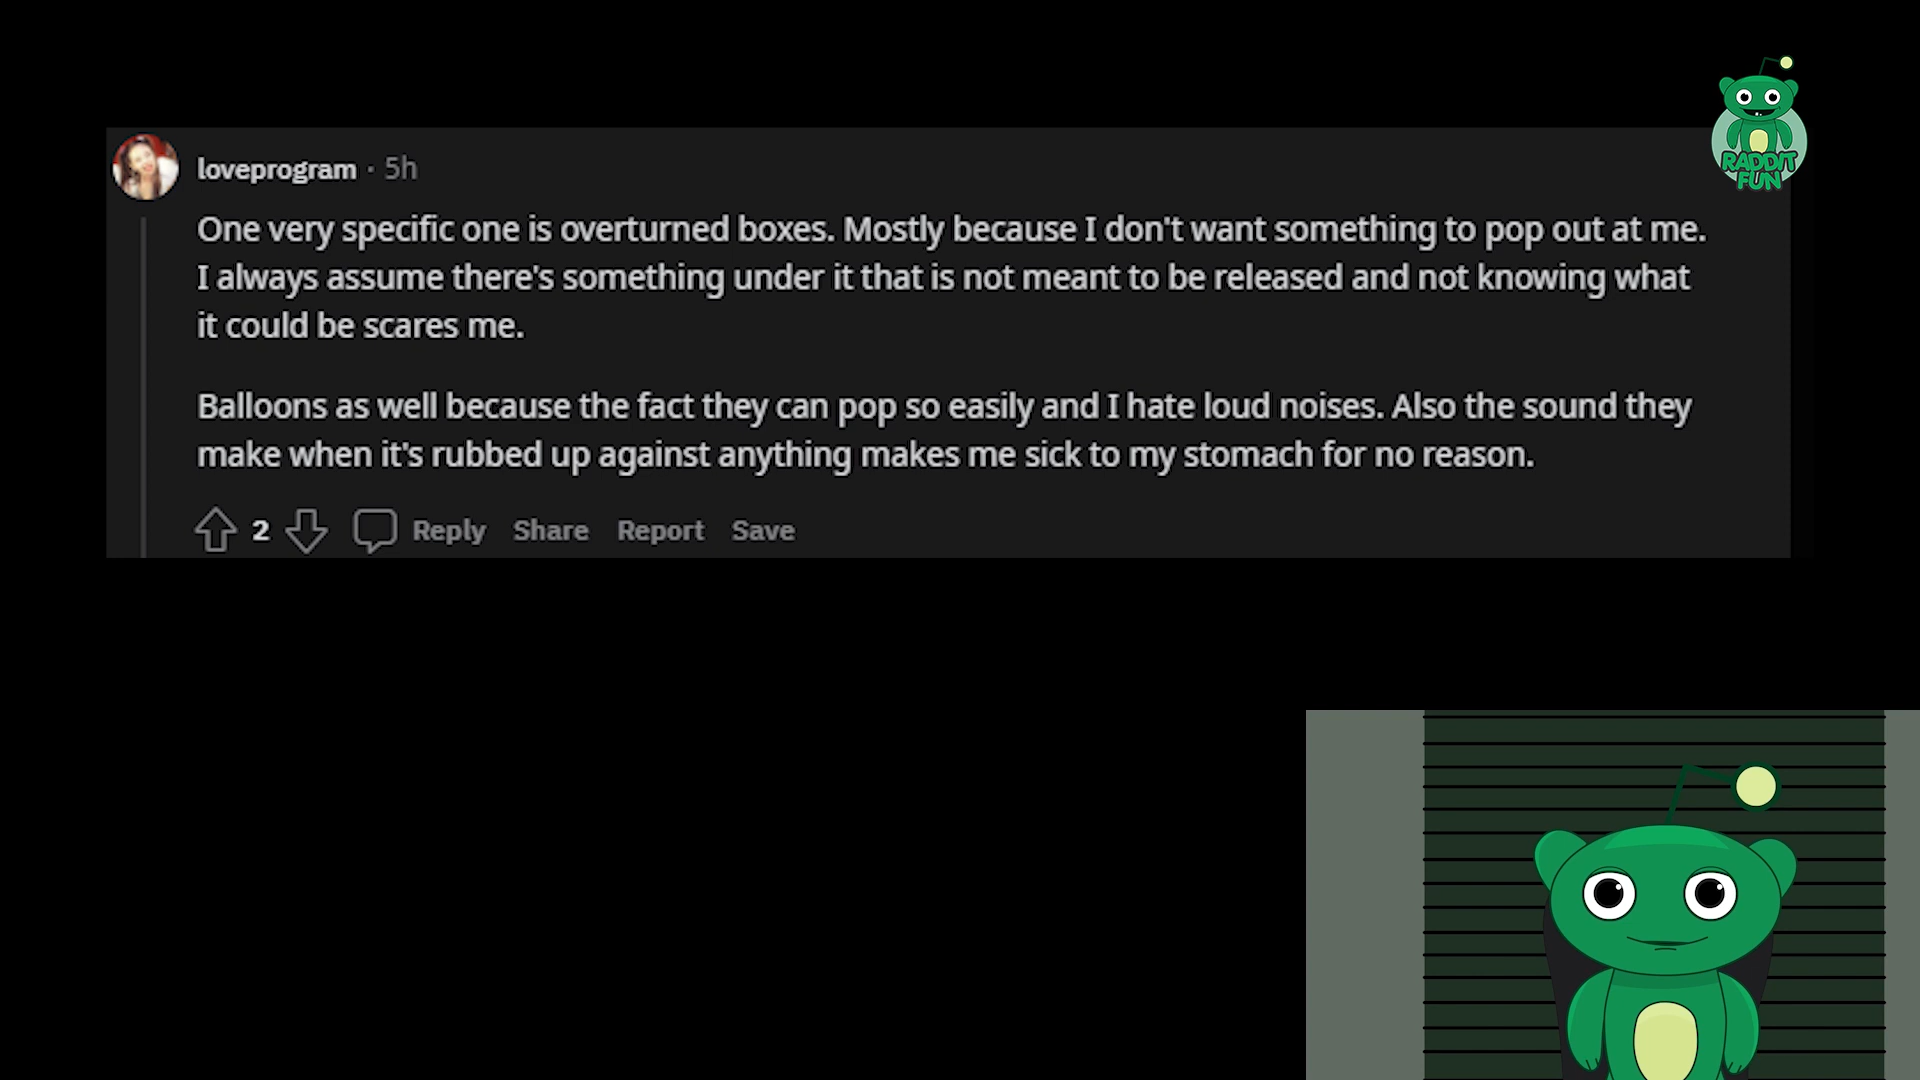 RADDIT
FUN
loveprogram · 5h
One very specific one is overturned boxes. Mostly because I don't want something to pop out at me.
I always assume there's something under it that is not meant to be released and not knowing what
it could be scares me.
Balloons as well because the fact they can pop so easily and I hate loud noises. Also the sound they
make when it's rubbed up against anything makes me sick to my stomach for no reason.
2 Reply Share Report Save